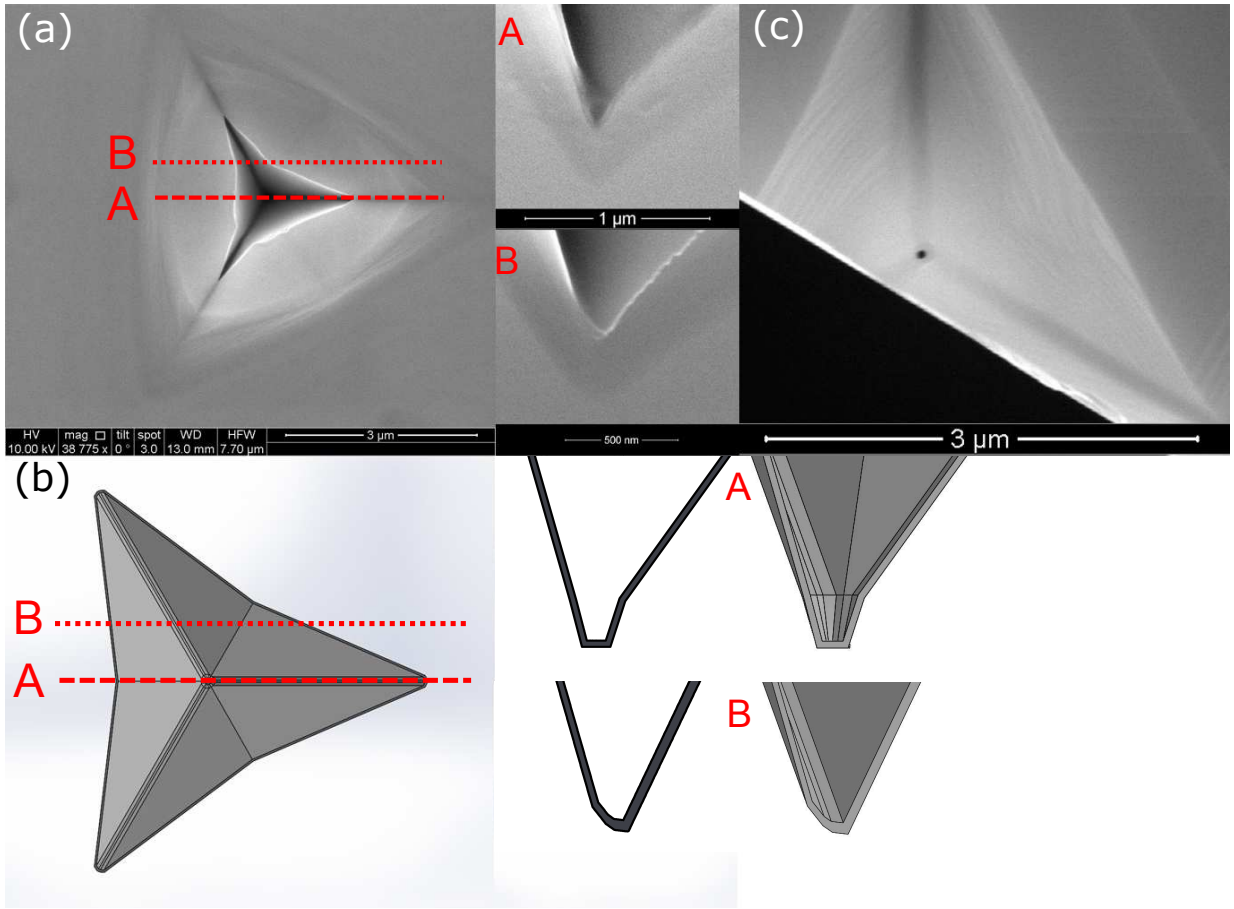 (a)
B
A
HV mag □ tilt spot WD HFW
10.00 kV 38 775 x 0 ° 3.0 13.0 mm 7.70 µm
3 µm
A
1 µm
B
500 nm
(c)
3 µm
(b)
B
A
A
B